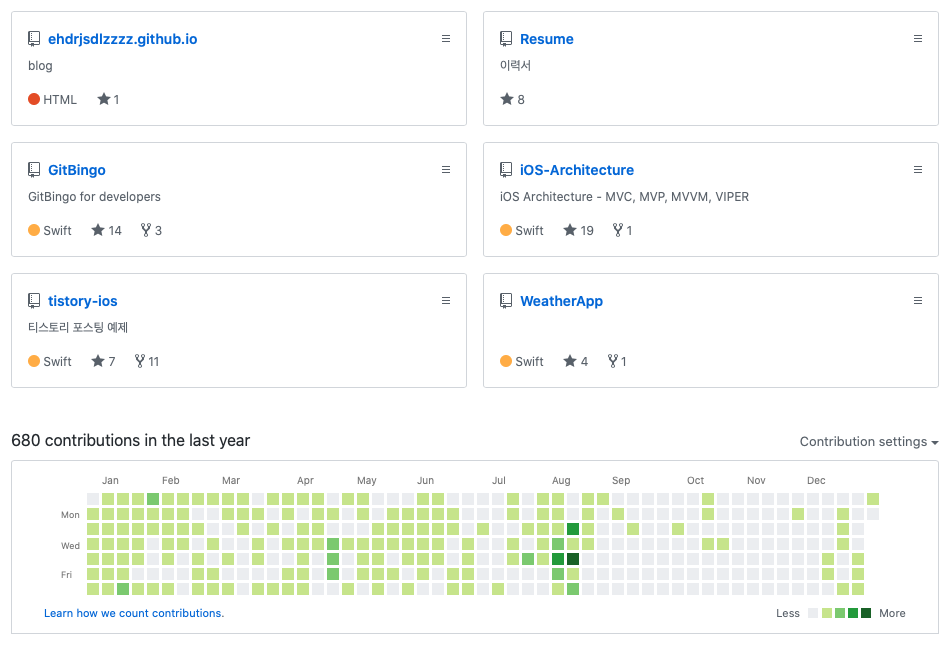 ehdrjsdlzzzz.github.io
blog
HTML 1
Resume
이력서
8
GitBingo
GitBingo for developers
Swift 14 3
iOS-Architecture
iOS Architecture - MVC, MVP, MVVM, VIPER
Swift 19 1
tistory-ios
티스토리 포스팅 예제
Swift 7 11
WeatherApp
Swift 4 1
680 contributions in the last year
Contribution settings
Jan Feb Mar Apr May Jun Jul Aug Sep Oct Nov Dec
Mon
Wed
Fri
Learn how we count contributions.
Less More